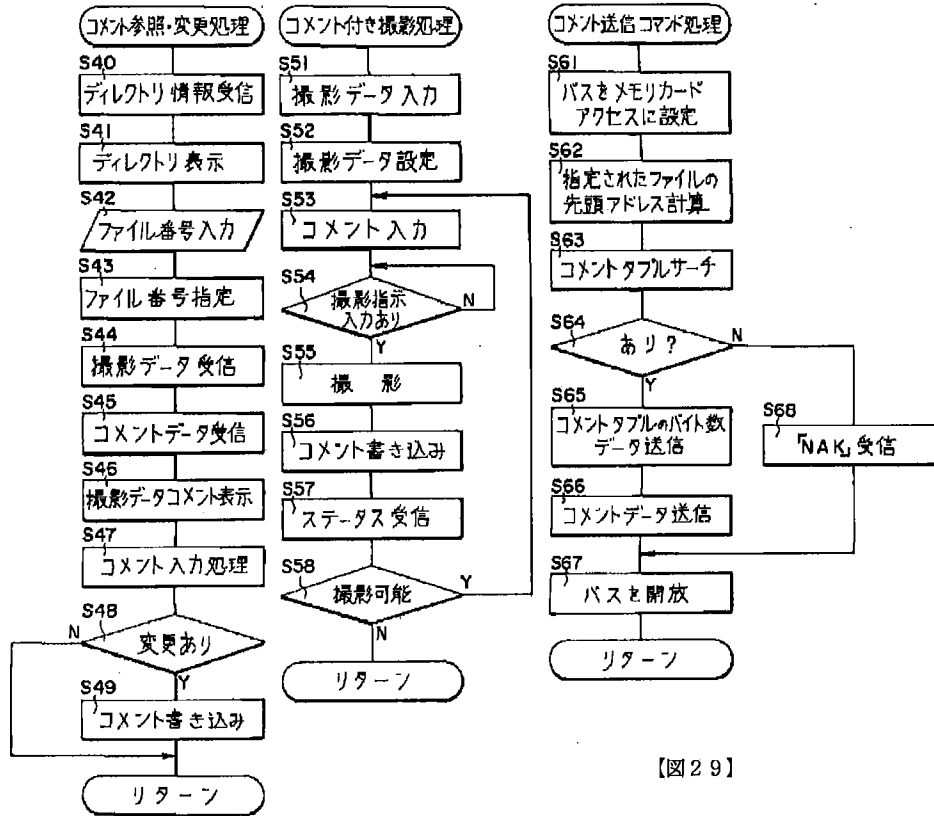 コメント参照・変更処理
S40
ディレクトリ情報受信
S41
ディレクトリ表示
S42
ファイル番号入力
S43
ファイル番号指定
S44
撮影データ受信
S45
コメントデータ受信
S46
撮影データコメント表示
S47
コメント入力処理
S48
変更あり
N
Y
S49
コメント書き込み
リターン
コメント付き撮影処理
S51
撮影データ入力
S52
撮影データ設定
S53
コメント入力
S54
撮影指示
入力あり
N
Y
S55
撮影
S56
コメント書き込み
S57
ステータス受信
S58
撮影可能
Y
N
リターン
コメント送信コマンド処理
S61
バスをメモリカード
アクセスに設定
S62
指定されたファイルの
先頭アドレス計算
S63
コメントタブルサーチ
S64
あり?
N
Y
S65
コメントタブルのバイト数
データ送信
S68
「NAK」受信
S66
コメントデータ送信
S67
バスを開放
リターン
【図29】